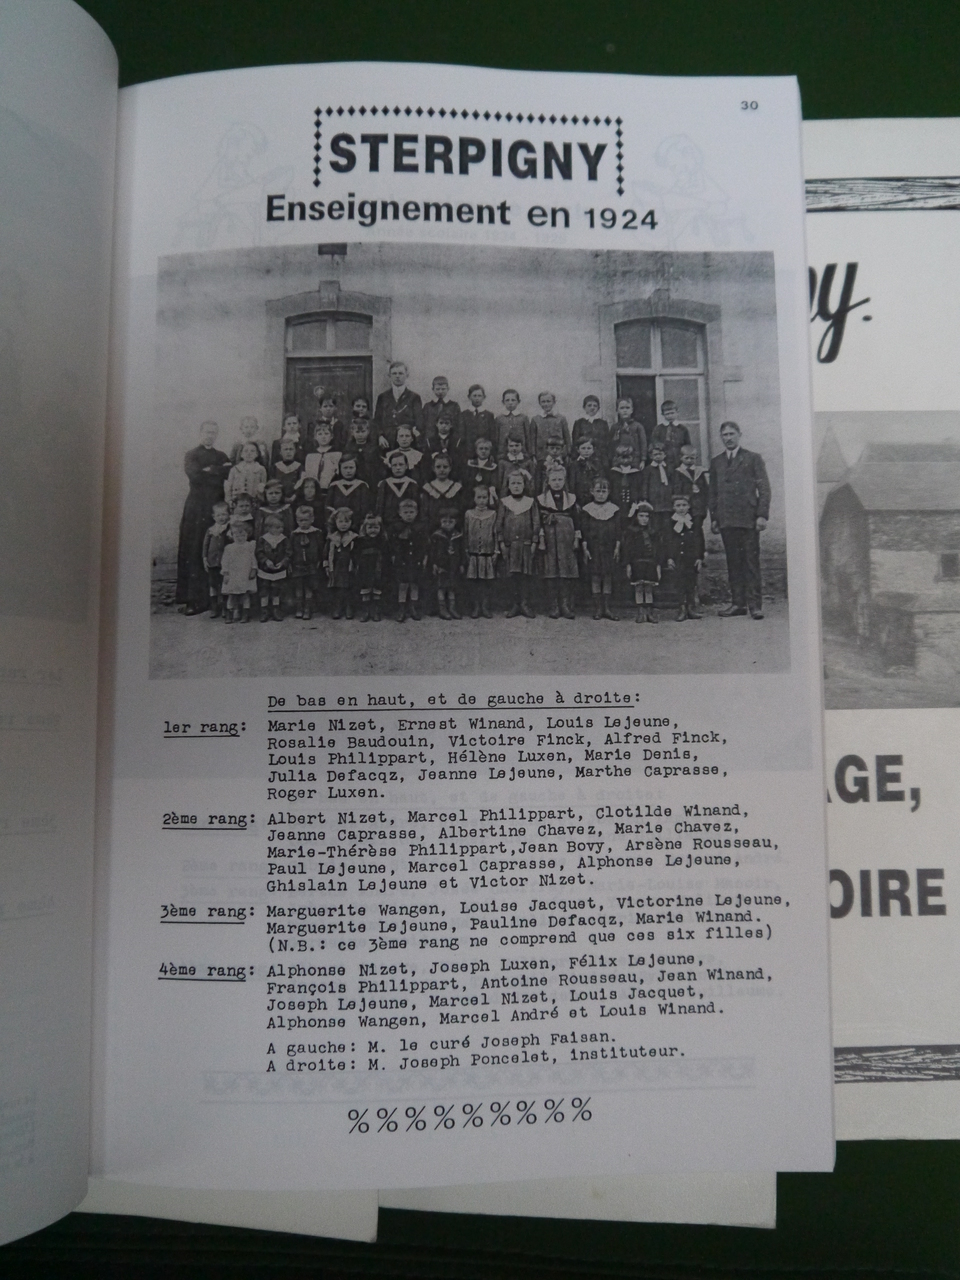 30
STERPIGNY
Enseignement en 1924
De bas en haut, et de gauche à droite:
1er rang: Marie Nizet, Ernest Winand, Louis Lejeune,
Rosalie Baudouin, Victoire Finck, Alfred Finck,
Louis Philippart, Hélène Luxen, Marie Denis,
Julia Defacqz, Jeanne Lejeune, Marthe Caprasse,
Roger Luxen.
2ème rang: Albert Nizet, Marcel Philippart, Clotilde Winand,
Jeanne Caprasse, Albertine Chavez, Marie Chavez,
Marie-Thérèse Philippart,Jean Bovy, Arsène Rousseau,
Paul Lejeune, Marcel Caprasse, Alphonse Lejeune,
Ghislain Lejeune et Victor Nizet.
3ème rang: Marguerite Wangen, Louise Jacquet, Victorine Lejeune,
Marguerite Lejeune, Pauline Defacqz, Marie Winand.
(N.B.: ce 3ème rang ne comprend que ces six filles)
4ème rang: Alphonse Nizet, Joseph Luxen, Félix Lejeune,
François Philippart, Antoine Rousseau, Jean Winand,
Joseph Lejeune, Marcel Nizet, Louis Jacquet,
Alphonse Wangen, Marcel André et Louis Winand.
A gauche: M. le curé Joseph Faisan.
A droite: M. Joseph Poncelet, instituteur.
%%%%%%%%%
y.
AGE,
OIRE